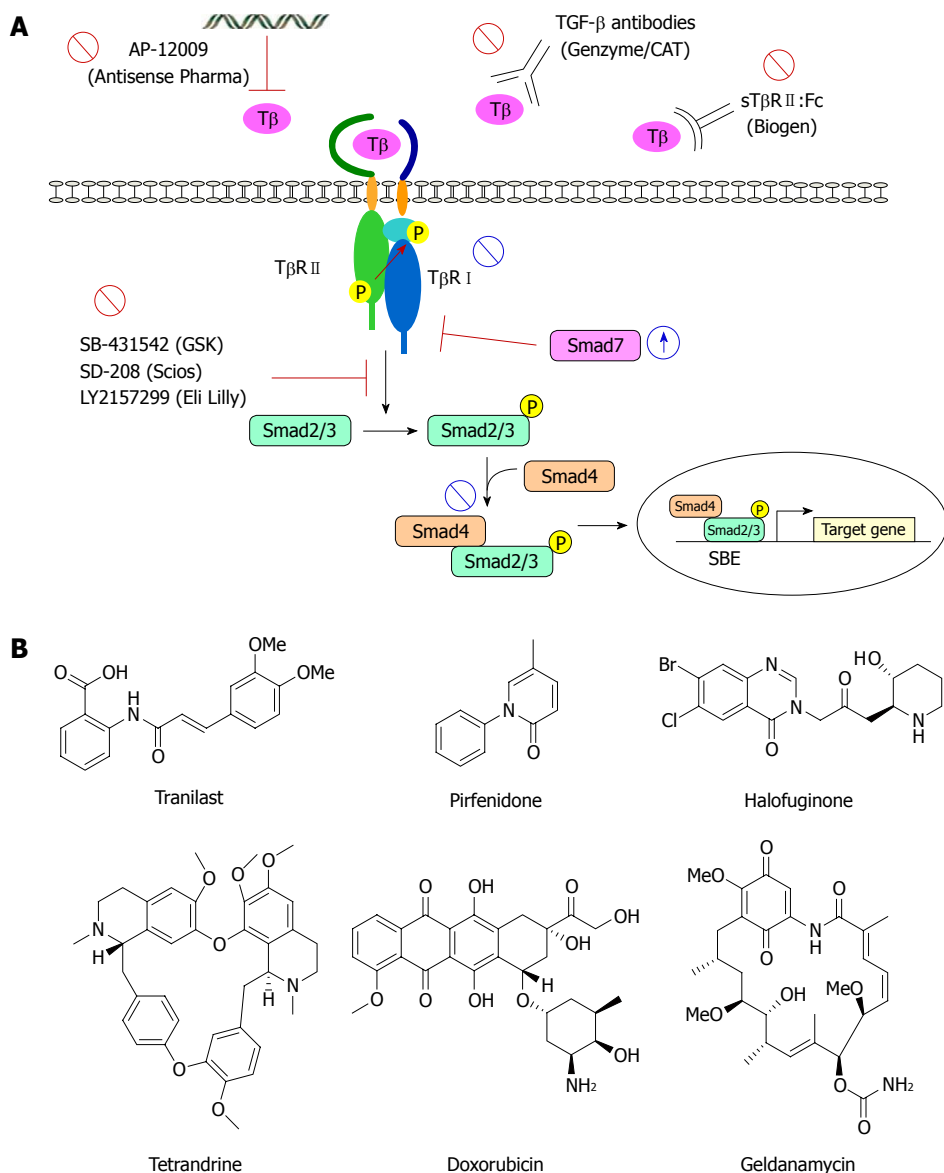 A
AP-12009
(Antisense Pharma)
TGF-β antibodies
(Genzyme/CAT)
sTβRⅡ:Fc
(Biogen)
Tβ
Tβ
Tβ
Tβ
P
TβRⅡ
TβRⅠ
P
SB-431542 (GSK)
SD-208 (Scios)
LY2157299 (Eli Lilly)
Smad7
P
Smad2/3
Smad2/3
Smad4
Smad4
P
Smad2/3
Smad4
P
Smad2/3
Target gene
SBE
B
O
OH
H
N
O
OMe
OMe
Tranilast
N
O
Pirfenidone
Br
Cl
N
N
O
O
HO
N
H
Halofuginone
O
O
O
N
H
O
H
N
O
O
Tetrandrine
O
OH
O
OH
OH
O
O
OH
O
H
O
OH
NH2
Doxorubicin
O
MeO
O
O
N
H
MeO
OH
MeO
O
NH2
O
Geldanamycin